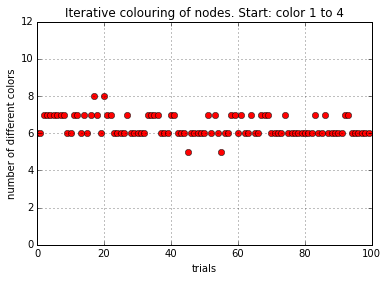 Iterative colouring of nodes. Start: color 1 to 4
12
10
8
6
4
2
0
number of different colors
0 20 40 60 80 100
trials